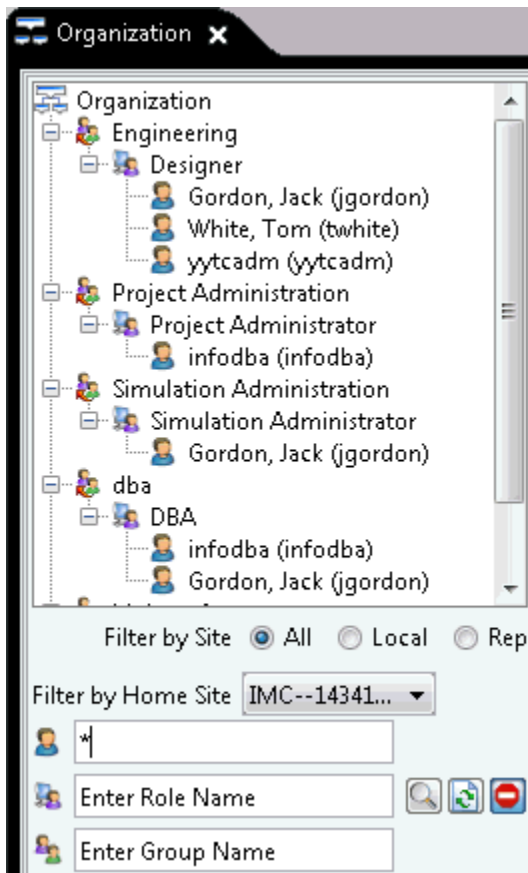 Organization
Organization
Engineering
Designer
Gordon, Jack (jgordon)
White, Tom (twhite)
yytcadm (yytcadm)
Project Administration
Project Administrator
infodba (infodba)
Simulation Administration
Simulation Administrator
Gordon, Jack (jgordon)
dba
DBA
infodba (infodba)
Gordon, Jack (jgordon)
Filter by Site All Local Rep
Filter by Home Site IMC--14341...
*
Enter Role Name
Enter Group Name